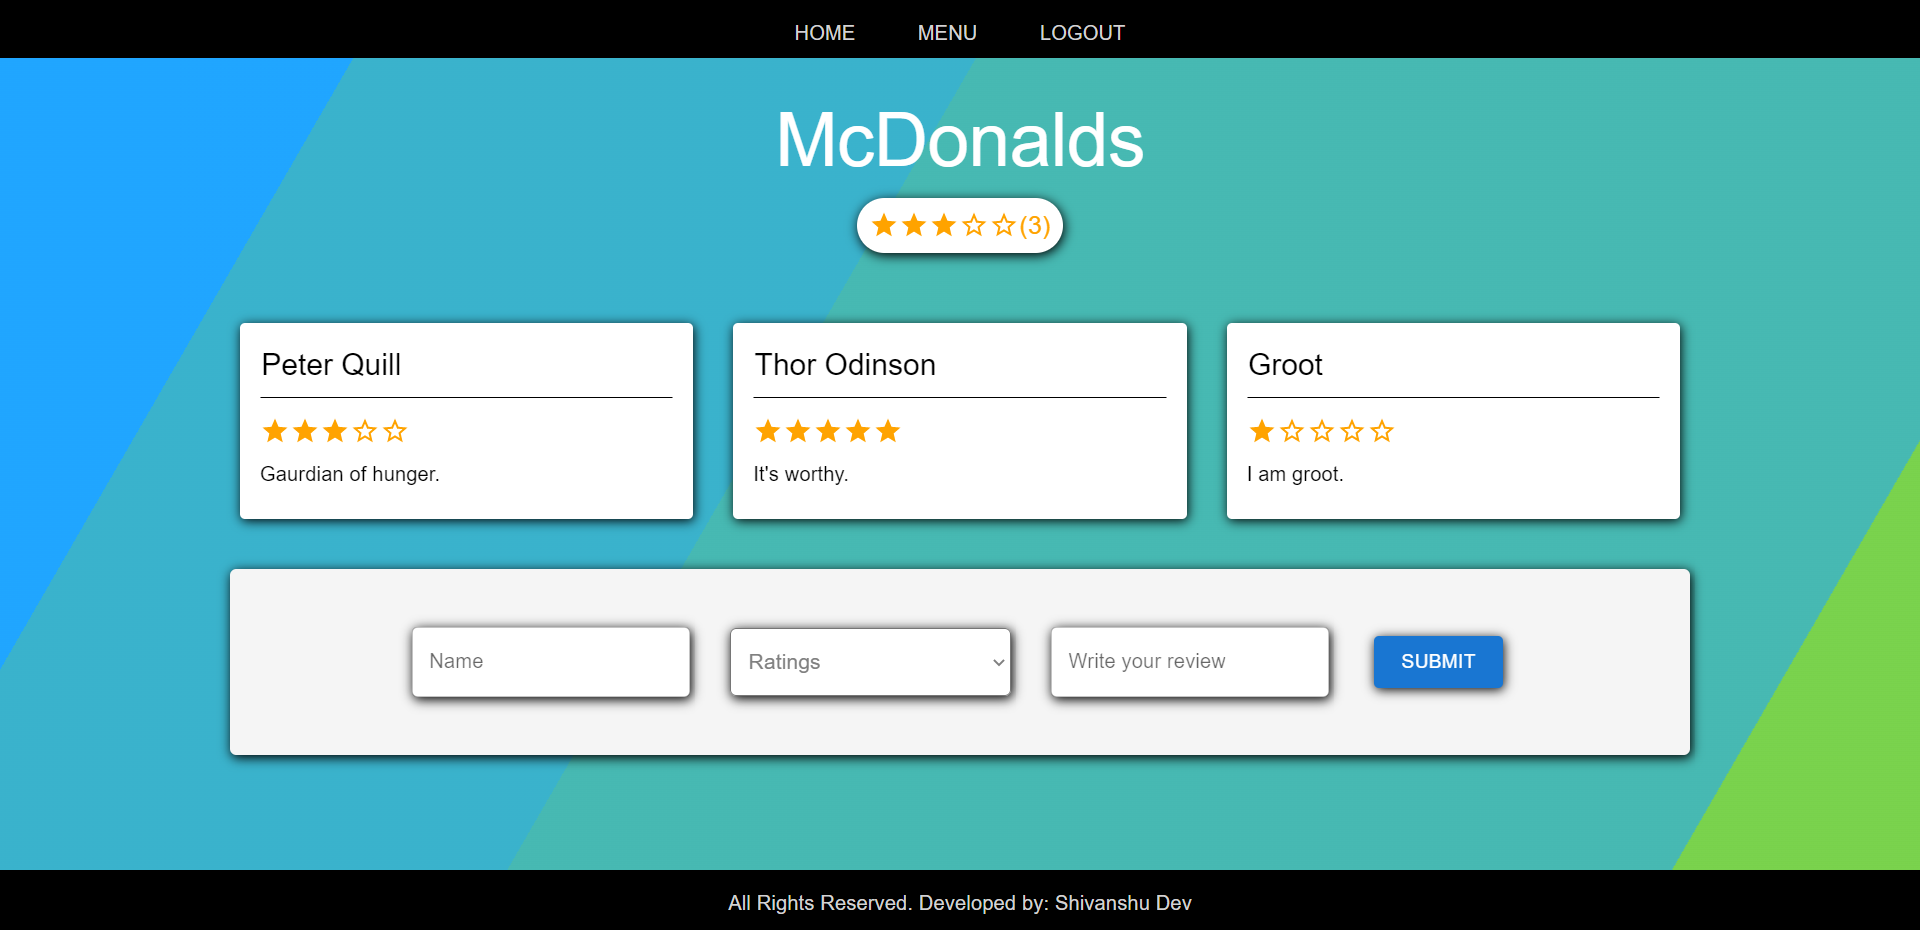 HOME MENU LOGOUT
McDonalds
(3)
Peter Quill
Gaurdian of hunger.
Thor Odinson
It's worthy.
Groot
I am groot.
Name
Ratings
Write your review
SUBMIT
All Rights Reserved. Developed by: Shivanshu Dev